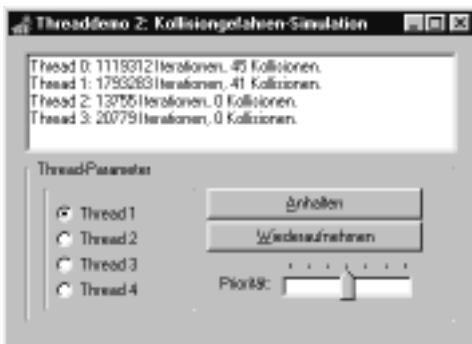 Threaddemo 2: Kollisiongefahren-Simulation
Thread 0: 1119312 Iterationen, 45 Kollisionen.
Thread 1: 1793283 Iterationen, 41 Kollisionen.
Thread 2: 13755 Iterationen, 0 Kollisionen.
Thread 3: 20779 Iterationen, 0 Kollisionen.
Thread-Parameter
Thread 1
Thread 2
Thread 3
Thread 4
Anhalten
Wiederaufnehmen
Priorität: